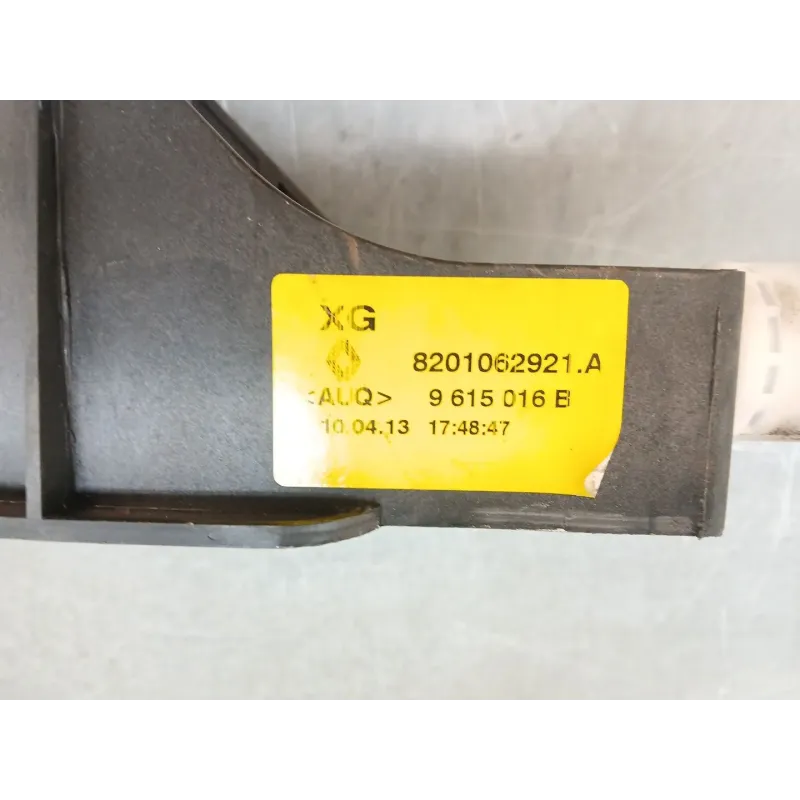 XG
8201062921.A
<AUQ> 9 615 016 B
10.04.13 17:48:47